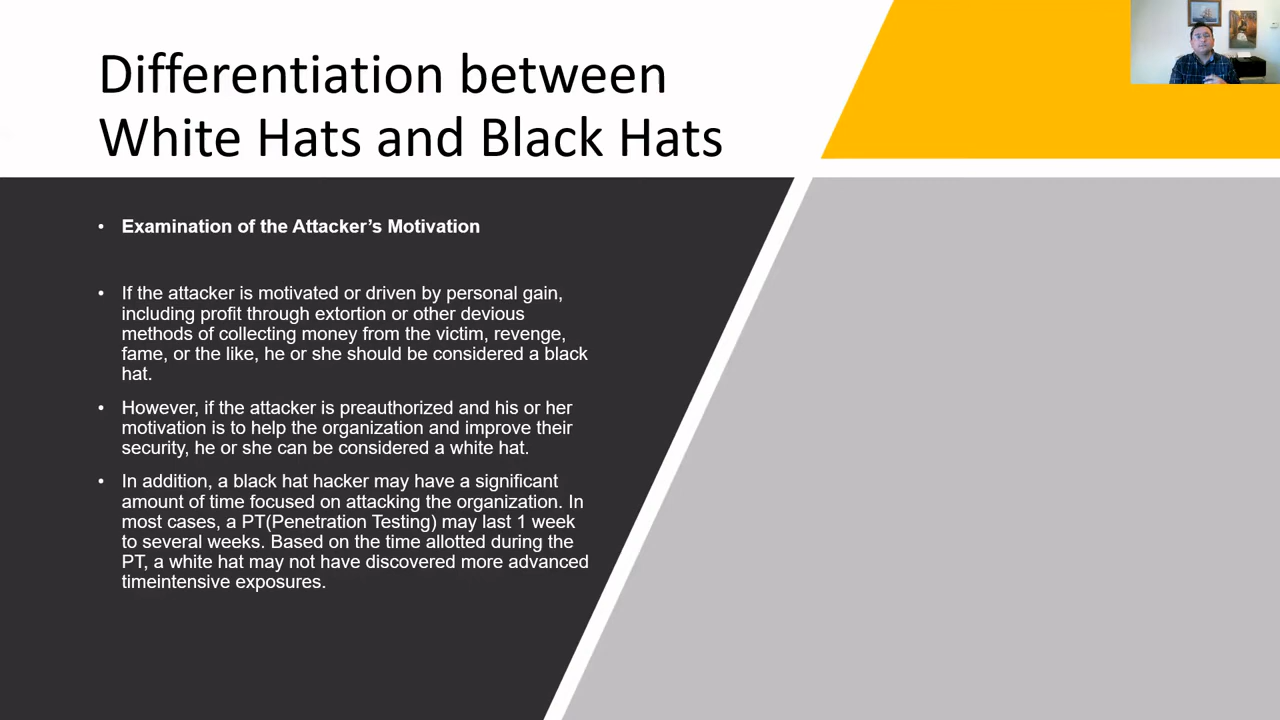 Differentiation between
White Hats and Black Hats
• Examination of the Attacker’s Motivation
• If the attacker is motivated or driven by personal gain,
including profit through extortion or other devious
methods of collecting money from the victim, revenge,
fame, or the like, he or she should be considered a black
hat.
• However, if the attacker is preauthorized and his or her
motivation is to help the organization and improve their
security, he or she can be considered a white hat.
• In addition, a black hat hacker may have a significant
amount of time focused on attacking the organization. In
most cases, a PT(Penetration Testing) may last 1 week
to several weeks. Based on the time allotted during the
PT, a white hat may not have discovered more advanced
timeintensive exposures.